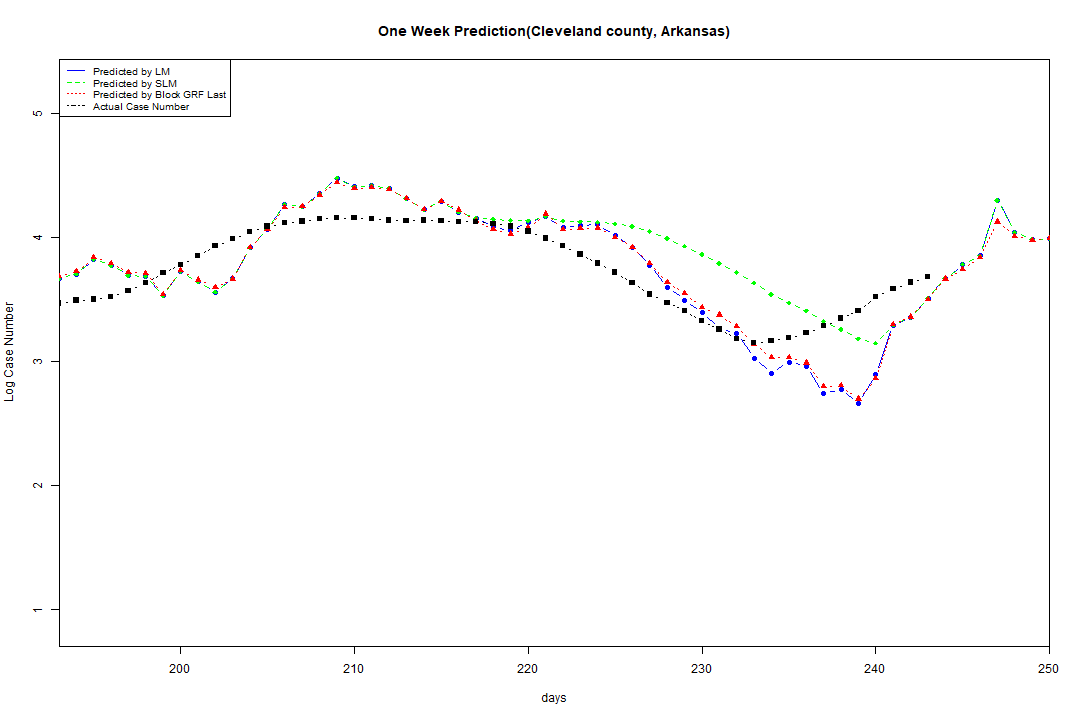 One Week Prediction(Cleveland county, Arkansas)
Predicted by LM
Predicted by SLM
Predicted by Block GRF Last
Actual Case Number
5
4
3
2
1
Log Case Number
200 210 220 230 240 250
days